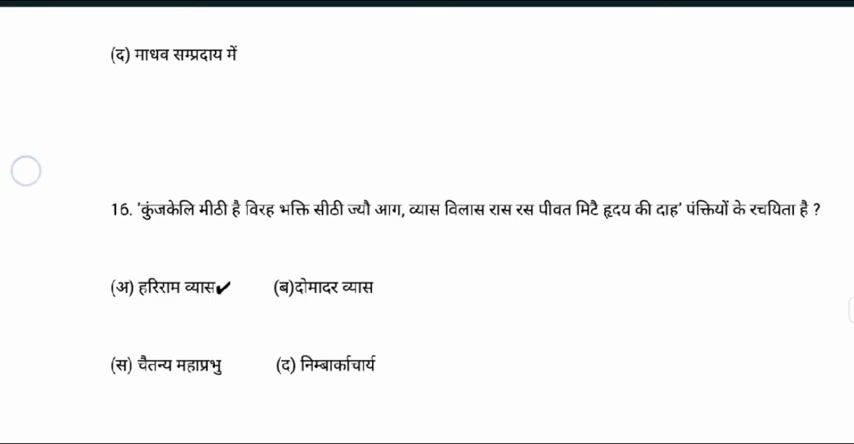 (द) माधव सम्प्रदाय में
16. 'कुंजकेलि मीठी है विरह भक्ति सीठी ज्यौ आग, व्यास विलास रास रस पीवत मिटै हृदय की दाह' पंक्तियों के रचयिता है ?
(अ) हरिराम व्यास✔ (ब)दोमादर व्यास
(स) चैतन्य महाप्रभु (द) निम्बार्काचार्य